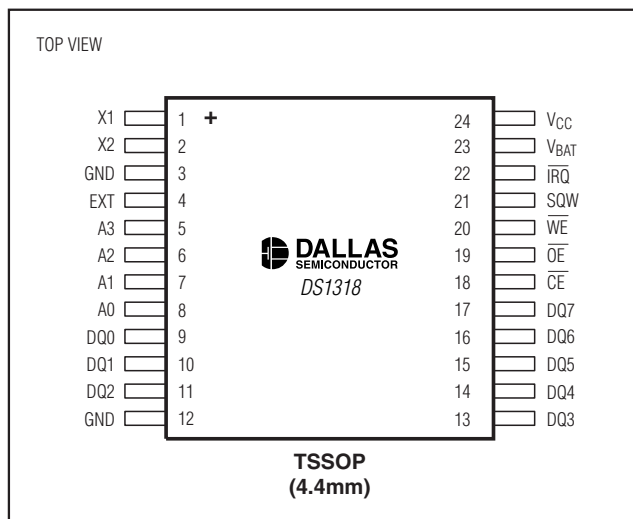 TOP VIEW
X1 1 + 24 VCC
X2 2 23 VBAT
GND 3 22 IRQ
EXT 4 21 SQW
A3 5 20 WE
A2 6 19 OE
A1 7 18 CE
A0 8 17 DQ7
DQ0 9 16 DQ6
DQ1 10 15 DQ5
DQ2 11 14 DQ4
GND 12 13 DQ3
DALLAS
SEMICONDUCTOR
DS1318
TSSOP
(4.4mm)